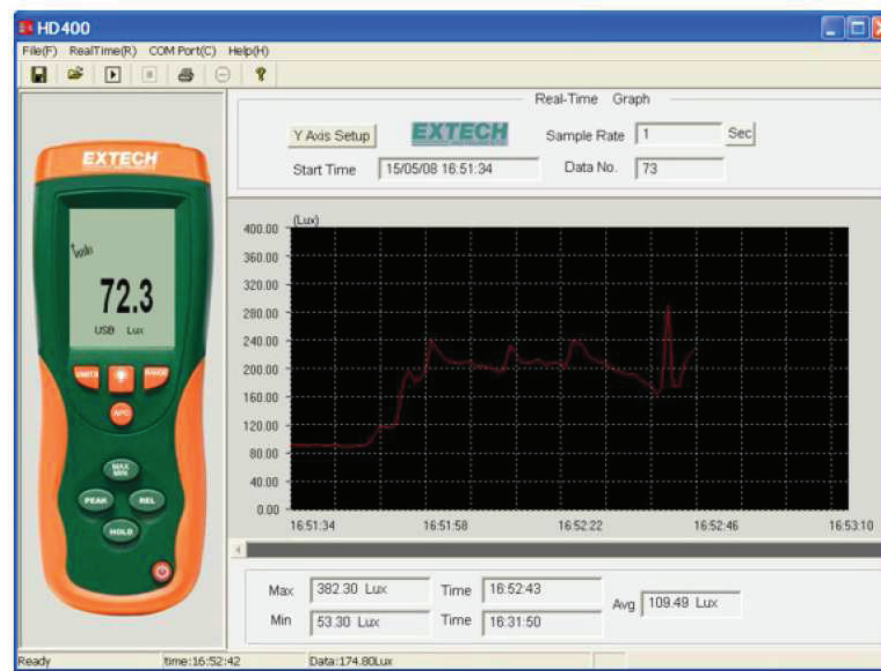 HD400
File(F) RealTime(R) COM Port(C) Help(H)
Real-Time Graph
Y Axis Setup EXTECH Sample Rate 1 Sec
Start Time 15/05/08 16:51:34 Data No. 73
EXTECH
72.3
USB Lux
UNITS RANGE
APO
MAX
MIN
PEAK REL
HOLD
(Lux)
400.00
360.00
320.00
280.00
240.00
200.00
160.00
120.00
80.00
40.00
0.00
16:51:34 16:51:58 16:52:22 16:52:46 16:53:10
Max 382.30 Lux Time 16:52:43
Min 53.30 Lux Time 16:31:50
Avg 109.49 Lux
Ready time:16:52:42 Data:174.80Lux